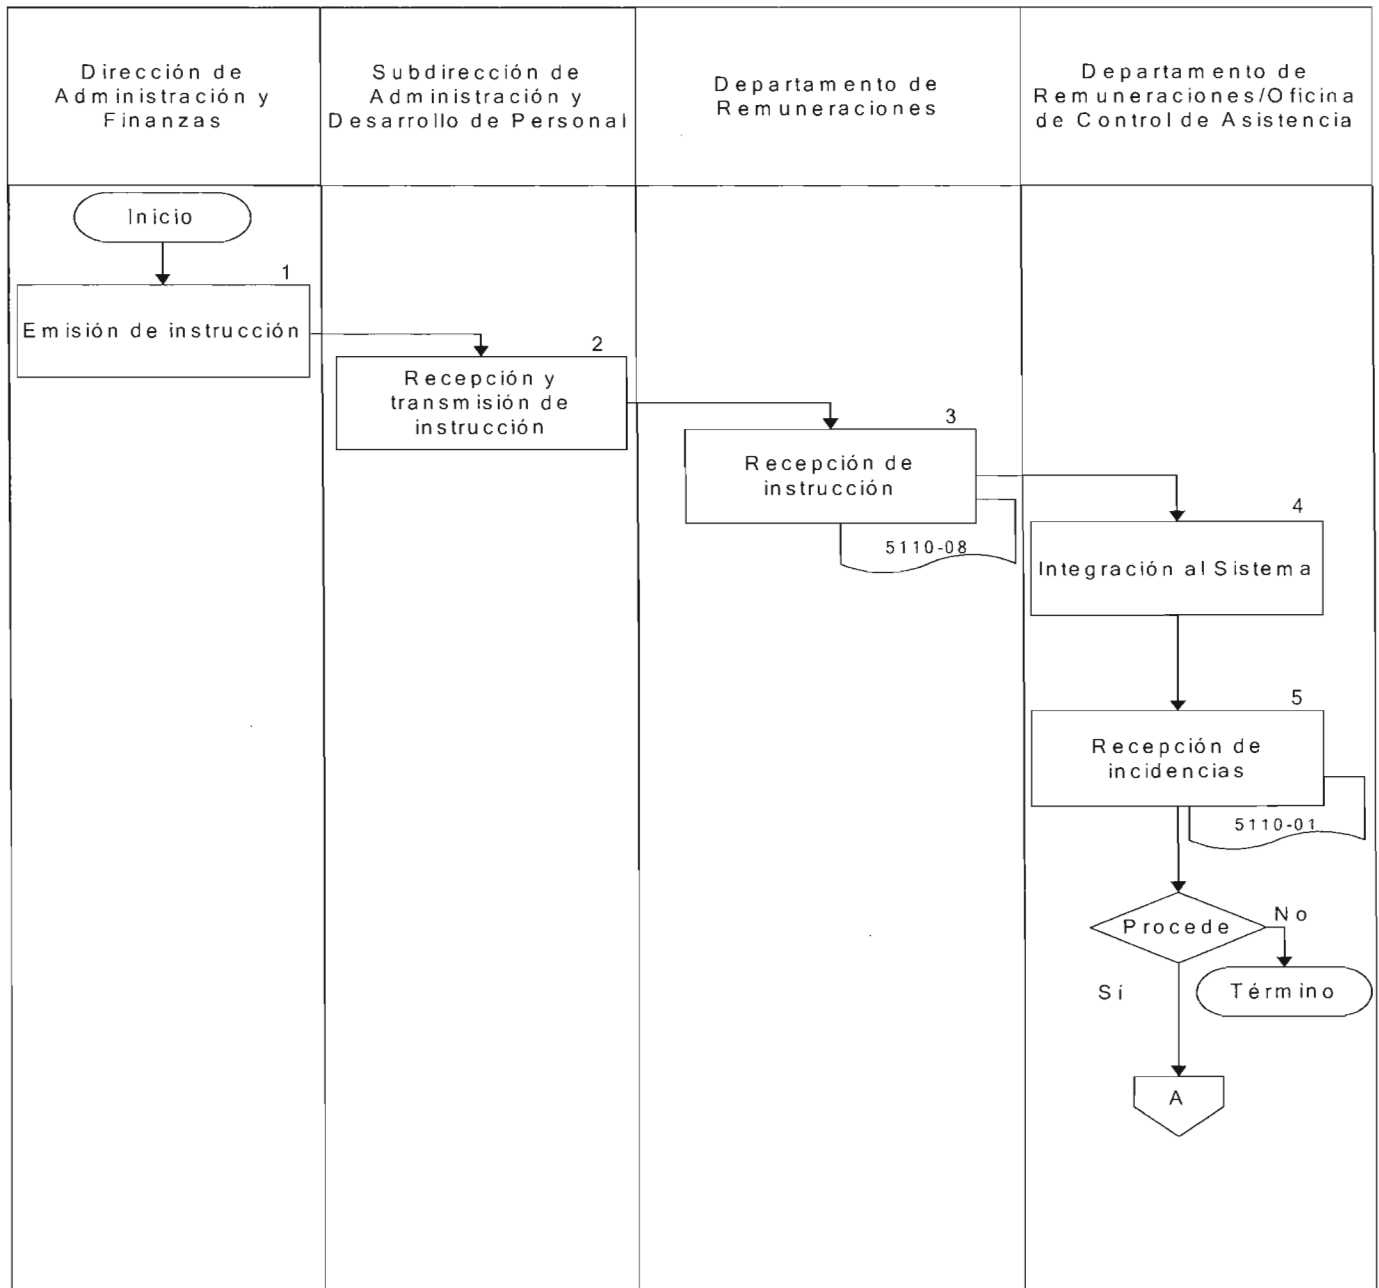 Dirección de
Administración y
Finanzas
Subdirección de
Administración y
Desarrollo de Personal
Departamento de
Remuneraciones
Departamento de
Remuneraciones/Oficina
de Control de Asistencia
Inicio
1
Emisión de instrucción
2
Recepción y
transmisión de
instrucción
3
Recepción de
instrucción
5110-08
4
Integración al Sistema
5
Recepción de
incidencias
5110-01
Procede
No
Sí
Término
A